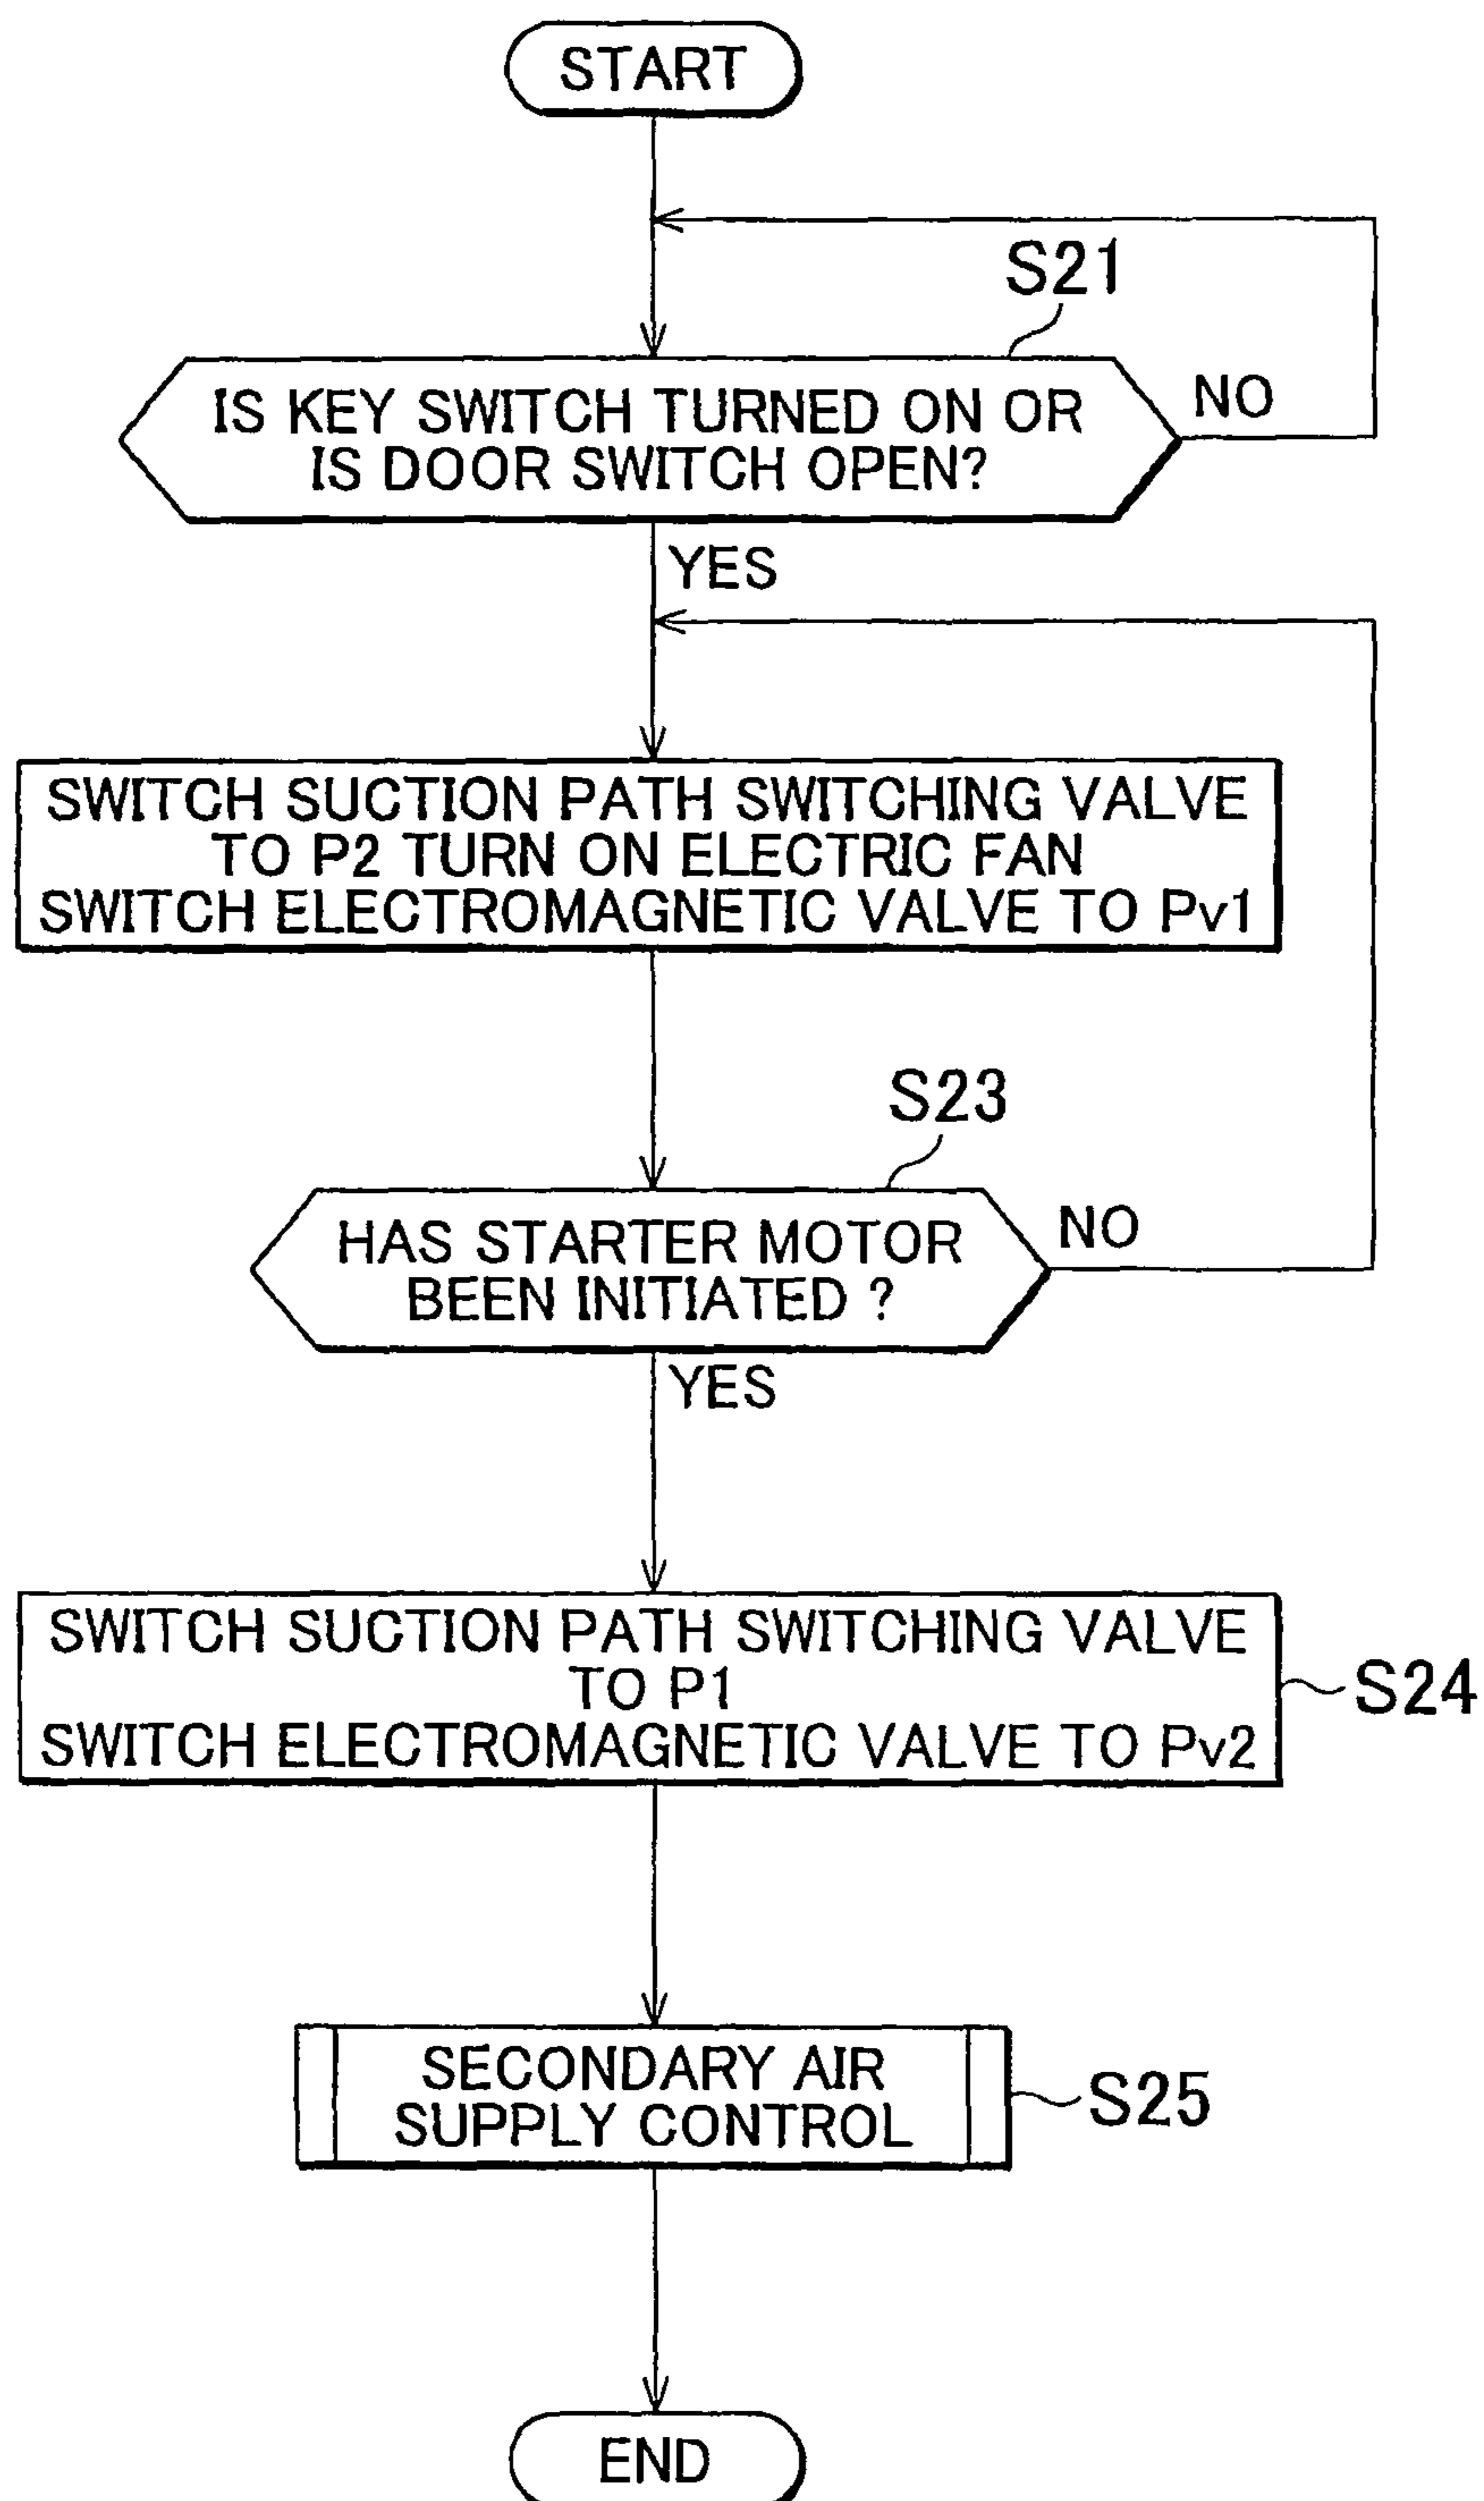 START
S21
IS KEY SWITCH TURNED ON OR
IS DOOR SWITCH OPEN?
NO
YES
SWITCH SUCTION PATH SWITCHING VALVE
TO P2 TURN ON ELECTRIC FAN
SWITCH ELECTROMAGNETIC VALVE TO Pv1
S23
HAS STARTER MOTOR
BEEN INITIATED ?
NO
YES
SWITCH SUCTION PATH SWITCHING VALVE
TO P1
SWITCH ELECTROMAGNETIC VALVE TO Pv2
S24
SECONDARY AIR
SUPPLY CONTROL
S25
END